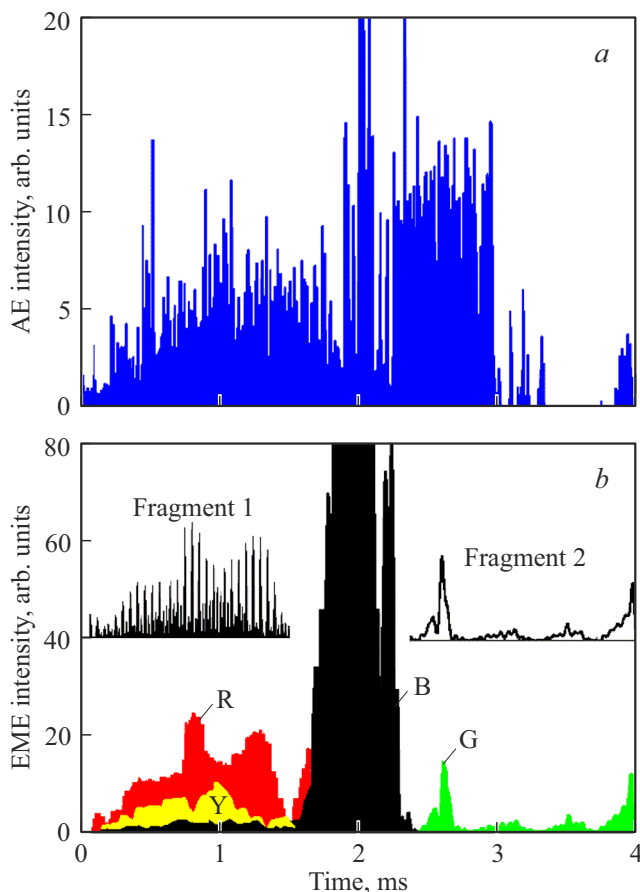 20
a
15
10
5
0
AE intensity, arb. units
80
b
Fragment 1
Fragment 2
60
40
B
R
20
G
Y
0
EME intensity, arb. units
0 1 2 3 4
Time, ms